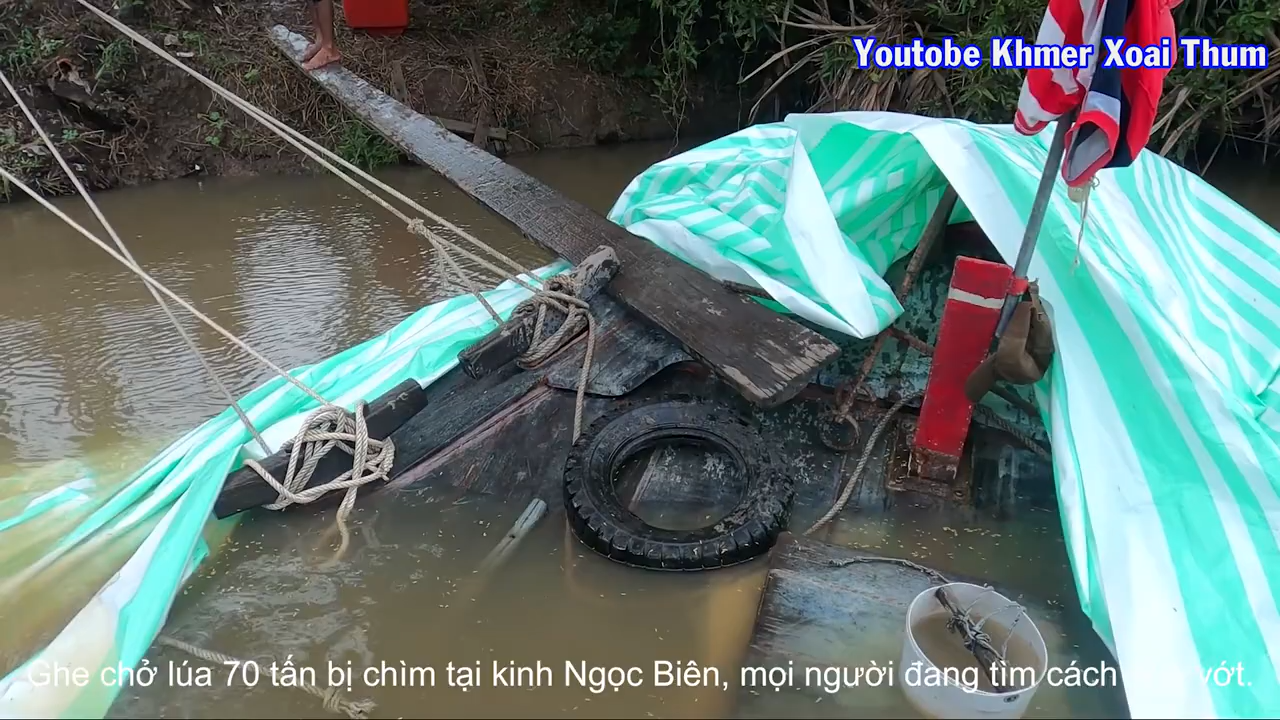 Youtobe Khmer Xoai Thum
Ghe chở lúa 70 tấn bị chìm tại kinh Ngọc Biên, mọi người đang tìm cách vớt.